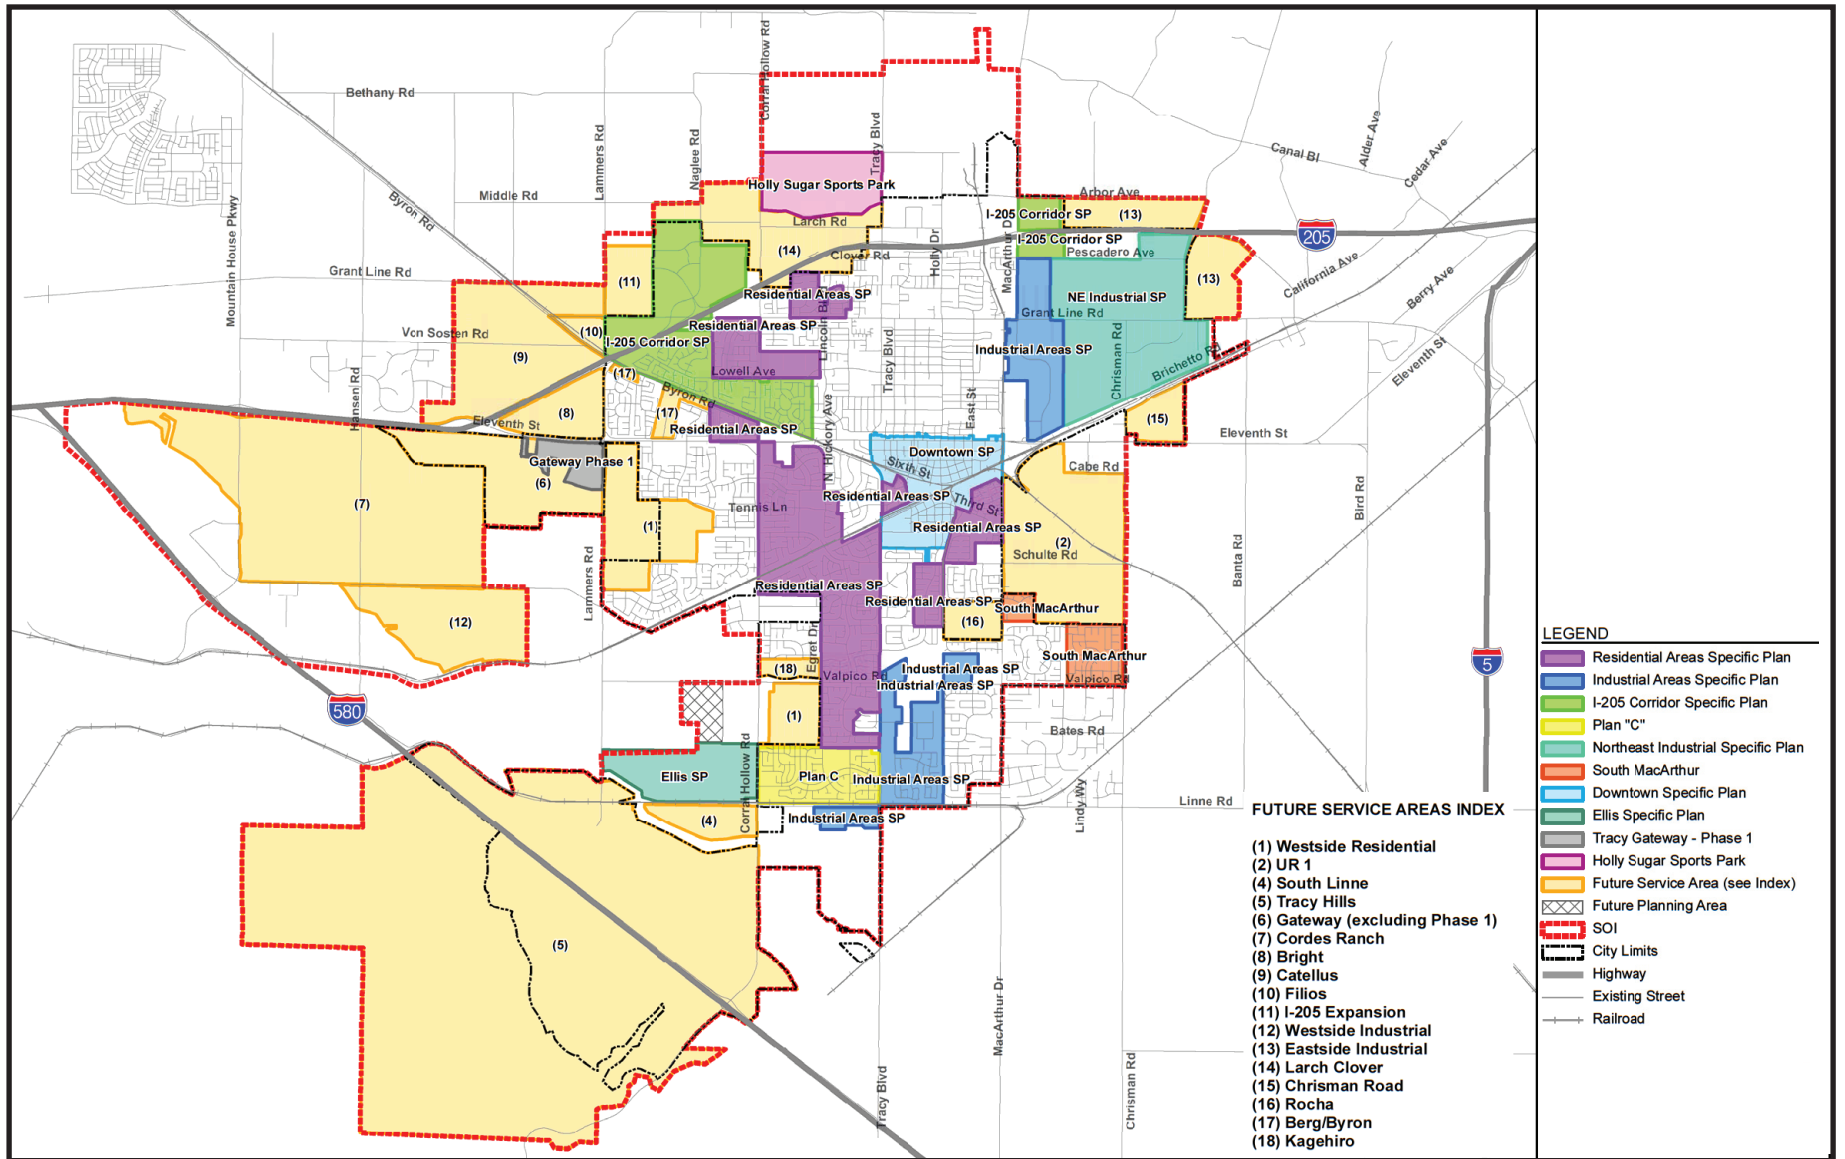 Corral Hollow Rd
Bethany Rd
Tracy Blvd
Lammers Rd
Naglee Rd
Canal Bl
Alder Ave
Cedar Ave
Mountain House Pkwy
Middle Rd
Byron Rd
Holly Sugar Sports Park
Arbor Ave
I-205 Corridor SP
(13)
Larch Rd
Holly Dr
MacArthur Dr
I-205 Corridor SP
205
(14)
Clover Rd
Pescadero Ave
Grant Line Rd
(11)
(13)
California Ave
Berry Ave
Residential Areas SP
NE Industrial SP
Lincoln Bl
Grant Line Rd
Von Sosten Rd
(10)
Residential Areas SP
I-205 Corridor SP
(9)
Tracy Blvd
Industrial Areas SP
Chrisman Rd
Brichetto Rd
Eleventh St
Hansen Rd
(17)
Lowell Ave
Byron Rd
East St
(8)
(17)
Eleventh St
Residential Areas SP
N Hickory Ave
(15)
Eleventh St
Downtown SP
Gateway Phase 1
Sixth St
Cabe Rd
(6)
Residential Areas SP
(7)
Tennis Ln
Third St
Bird Rd
(1)
Residential Areas SP
(2)
Schulte Rd
Banta Rd
Lammers Rd
Residential Areas SP
Residential Areas SP
South MacArthur
(12)
(16)
Egret Dr
South MacArthur
(18)
Valpico Rd
Industrial Areas SP
Industrial Areas SP
Valpico Rd
5
580
(1)
Bates Rd
Corral Hollow Rd
Ellis SP
Plan C
Industrial Areas SP
Lindy Wy
Linne Rd
(4)
Industrial Areas SP
(5)
MacArthur Dr
Tracy Blvd
Chrisman Rd
FUTURE SERVICE AREAS INDEX
(1) Westside Residential
(2) UR 1
(4) South Linne
(5) Tracy Hills
(6) Gateway (excluding Phase 1)
(7) Cordes Ranch
(8) Bright
(9) Catellus
(10) Filios
(11) I-205 Expansion
(12) Westside Industrial
(13) Eastside Industrial
(14) Larch Clover
(15) Chrisman Road
(16) Rocha
(17) Berg/Byron
(18) Kagehiro
LEGEND
Residential Areas Specific Plan
Industrial Areas Specific Plan
I-205 Corridor Specific Plan
Plan "C"
Northeast Industrial Specific Plan
South MacArthur
Downtown Specific Plan
Ellis Specific Plan
Tracy Gateway - Phase 1
Holly Sugar Sports Park
Future Service Area (see Index)
Future Planning Area
SOI
City Limits
Highway
Existing Street
Railroad